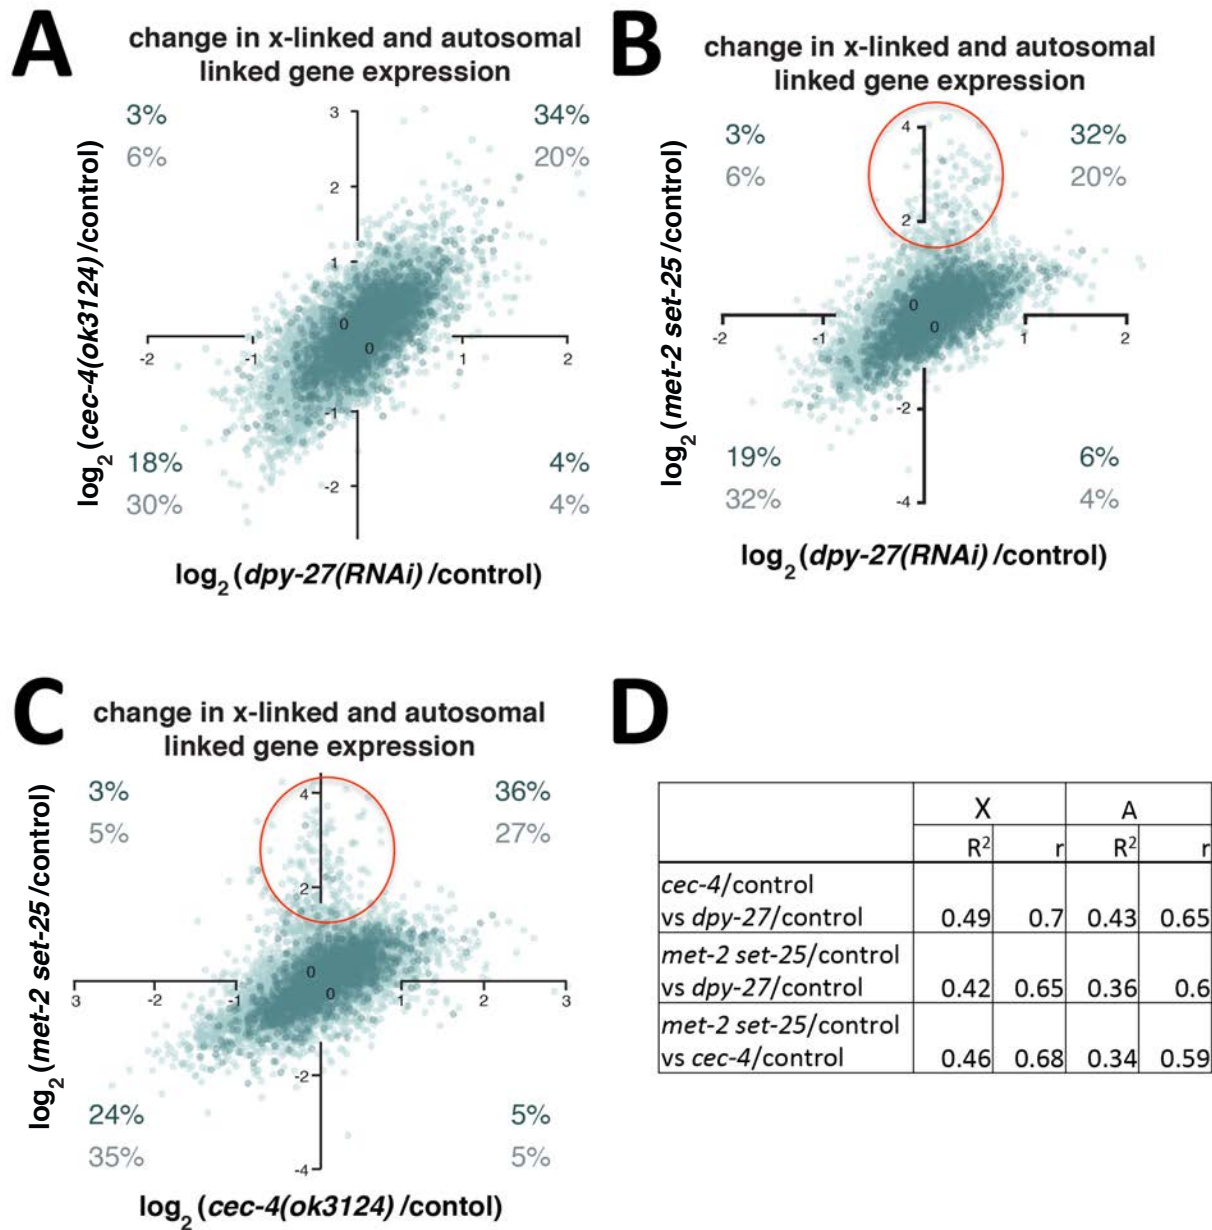 A
change in x-linked and autosomal
linked gene expression
3%
6%
34%
20%
log2 (cec-4(ok3124) /control)
3
2
1
0
0
-2
-1
1
2
-1
-2
18%
30%
4%
4%
log2 (dpy-27(RNAi) /control)
B
change in x-linked and autosomal
linked gene expression
3%
6%
32%
20%
log2 (met-2 set-25 /control)
4
2
0
0
-2
-1
1
2
-2
-4
19%
32%
6%
4%
log2 (dpy-27(RNAi) /control)
C
change in x-linked and autosomal
linked gene expression
3%
5%
36%
27%
log2 (met-2 set-25 /control)
4
2
0
0
3
-2
-1
1
2
3
-2
-4
24%
35%
5%
5%
log2 (cec-4(ok3124) /contol)
D
X A
R2 r R2 r
cec-4/control
vs dpy-27/control 0.49 0.7 0.43 0.65
met-2 set-25/control
vs dpy-27/control 0.42 0.65 0.36 0.6
met-2 set-25/control
vs cec-4/control 0.46 0.68 0.34 0.59